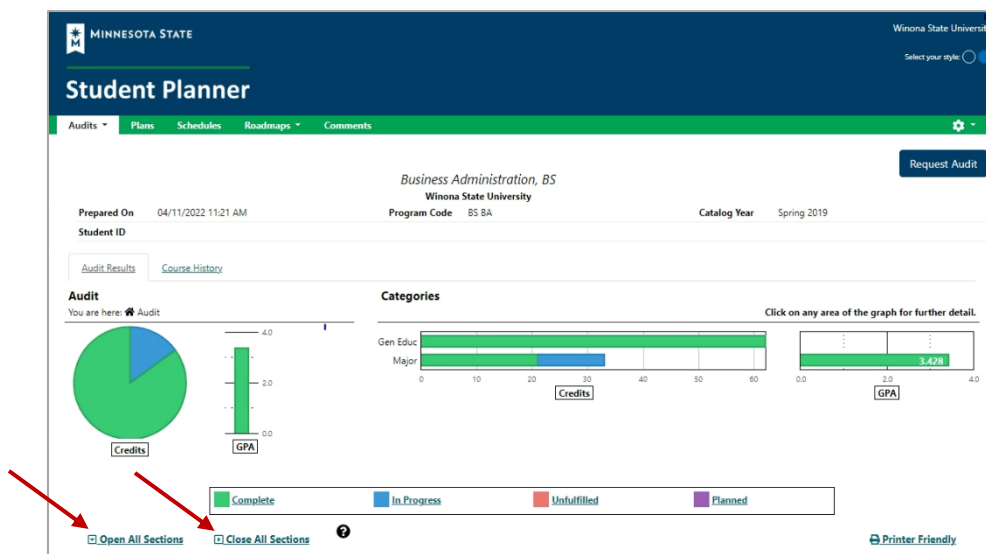 MINNESOTA STATE
Winona State Universit
Select your style:
Student Planner
Audits Plans Schedules Roadmaps Comments
Request Audit
Business Administration, BS
Winona State University
Prepared On 04/11/2022 11:21 AM Program Code BS BA Catalog Year Spring 2019
Student ID
Audit Results Course History
Audit Categories
You are here: Audit Click on any area of the graph for further detail.
4.0
2.0
0.0
Credits GPA
Gen Educ
Major 3.428
0 10 20 30 40 50 60 0.0 2.0 4.0
Credits GPA
Complete In Progress Unfulfilled Planned
Open All Sections Close All Sections ? Printer Friendly